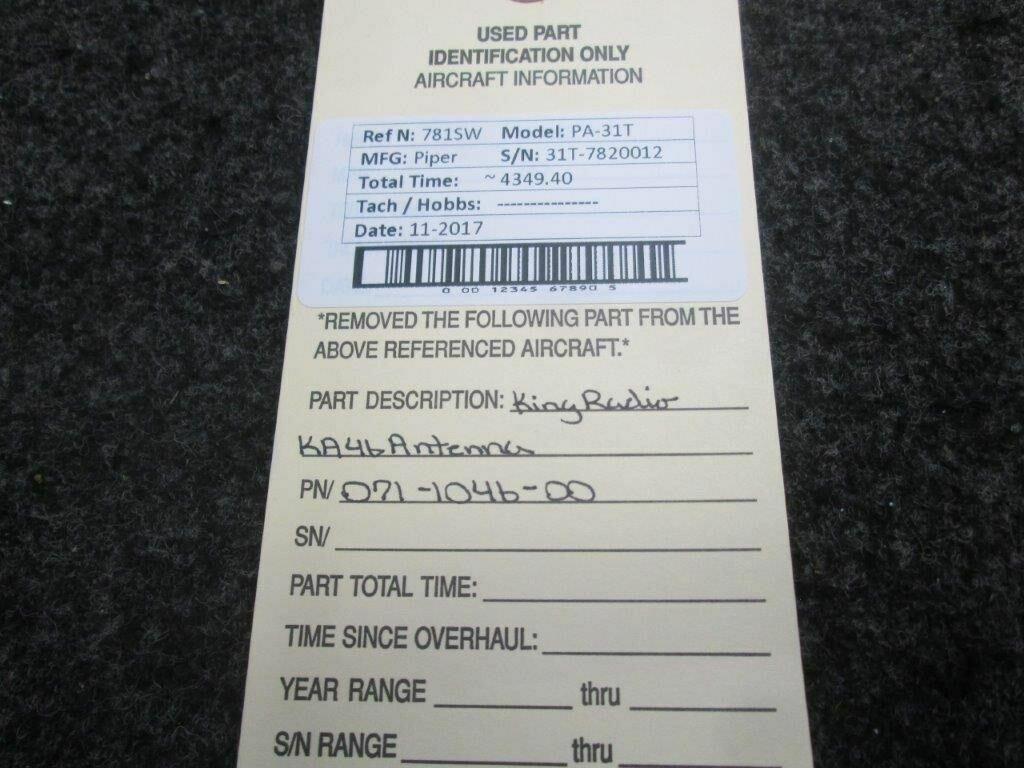 USED PART
IDENTIFICATION ONLY
AIRCRAFT INFORMATION
Ref N: 781SW Model: PA-31T
MFG: Piper S/N: 31T-7820012
Total Time: ~ 4349.40
Tach / Hobbs: ---------------
Date: 11-2017
0 00 12345 67890 5
*REMOVED THE FOLLOWING PART FROM THE
ABOVE REFERENCED AIRCRAFT.*
PART DESCRIPTION: King Radio
KA46 Antenna
PN/ 071-1046-00
SN/
PART TOTAL TIME:
TIME SINCE OVERHAUL:
YEAR RANGE thru
S/N RANGE thru